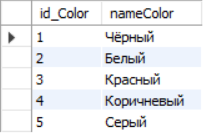 id_Color nameColor
1 Чёрный
2 Белый
3 Красный
4 Коричневый
5 Серый